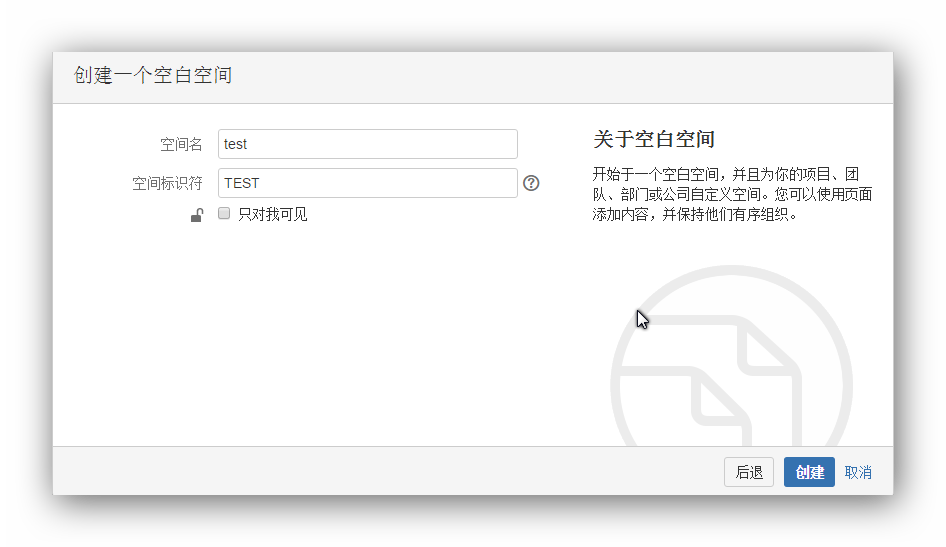 创建一个空白空间
空间名 test
空间标识符 TEST
只对我可见
关于空白空间
开始于一个空白空间，并且为你的项目、团
队、部门或公司自定义空间。您可以使用页面
添加内容，并保持他们有序组织。
后退 创建 取消